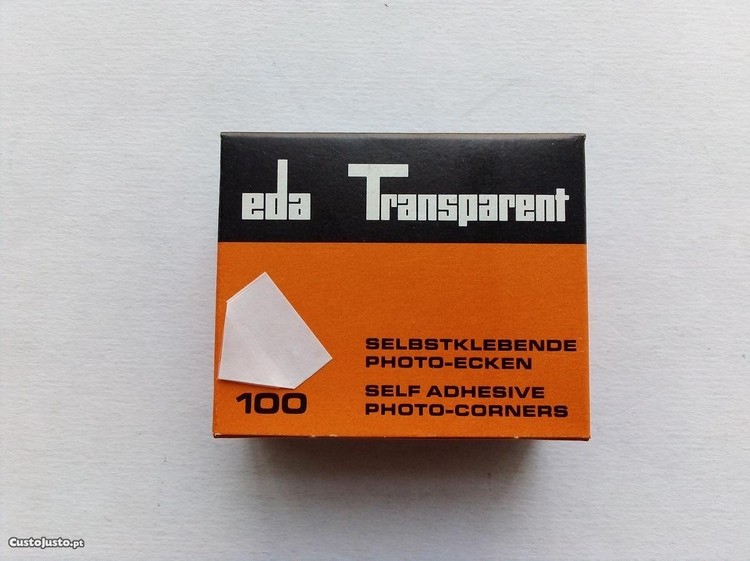 eda Transparent
SELBSTKLEBENDE
PHOTO-ECKEN
100
SELF ADHESIVE
PHOTO-CORNERS
CustoJusto.pt